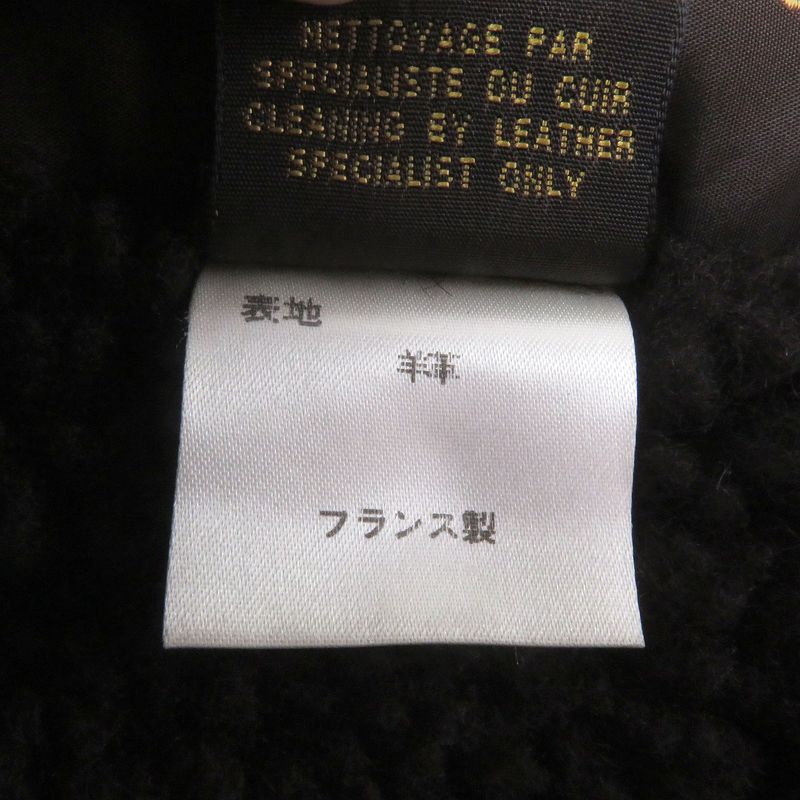 NETTOYAGE PAR
SPECIALISTE DU CUIR
CLEANING BY LEATHER
SPECIALIST ONLY
表地
羊革
フランス製